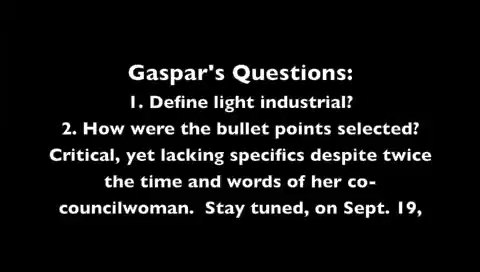 Gaspar's Questions:
1. Define light industrial?
2. How were the bullet points selected?
Critical, yet lacking specifics despite twice
the time and words of her co-
councilwoman.  Stay tuned, on Sept. 19,